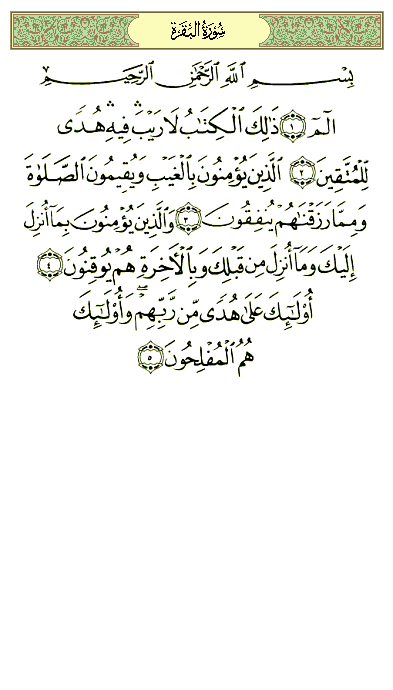 سُورَةُ البَقَرَة
بِسْمِ ٱللَّهِ ٱلرَّحْمَٰنِ ٱلرَّحِيمِ
الٓمٓ ۝١ ذَٰلِكَ ٱلْكِتَٰبُ لَا رَيْبَ ۛ فِيهِ ۛ هُدًى
لِّلْمُتَّقِينَ ۝٢ ٱلَّذِينَ يُؤْمِنُونَ بِٱلْغَيْبِ وَيُقِيمُونَ ٱلصَّلَوٰةَ
وَمِمَّا رَزَقْنَٰهُمْ يُنفِقُونَ ۝٣ وَٱلَّذِينَ يُؤْمِنُونَ بِمَآ أُنزِلَ
إِلَيْكَ وَمَآ أُنزِلَ مِن قَبْلِكَ وَبِٱلْأَخِرَةِ هُمْ يُوقِنُونَ ۝٤
أُوْلَٰٓئِكَ عَلَىٰ هُدًى مِّن رَّبِّهِمْ ۖ وَأُوْلَٰٓئِكَ
هُمُ ٱلْمُفْلِحُونَ ۝٥